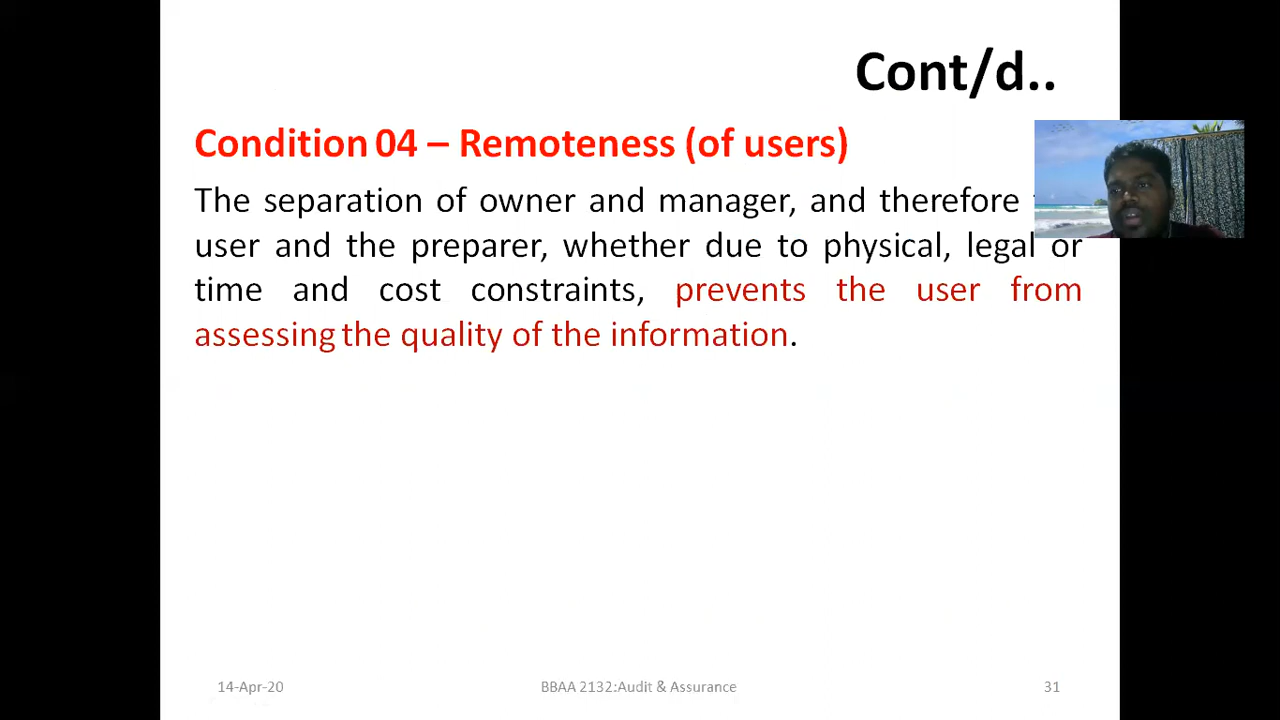 Cont/d..
Condition 04 – Remoteness (of users)
The separation of owner and manager, and therefore
user and the preparer, whether due to physical, legal or
time and cost constraints, prevents the user from
assessing the quality of the information.
14-Apr-20 BBAA 2132:Audit & Assurance 31